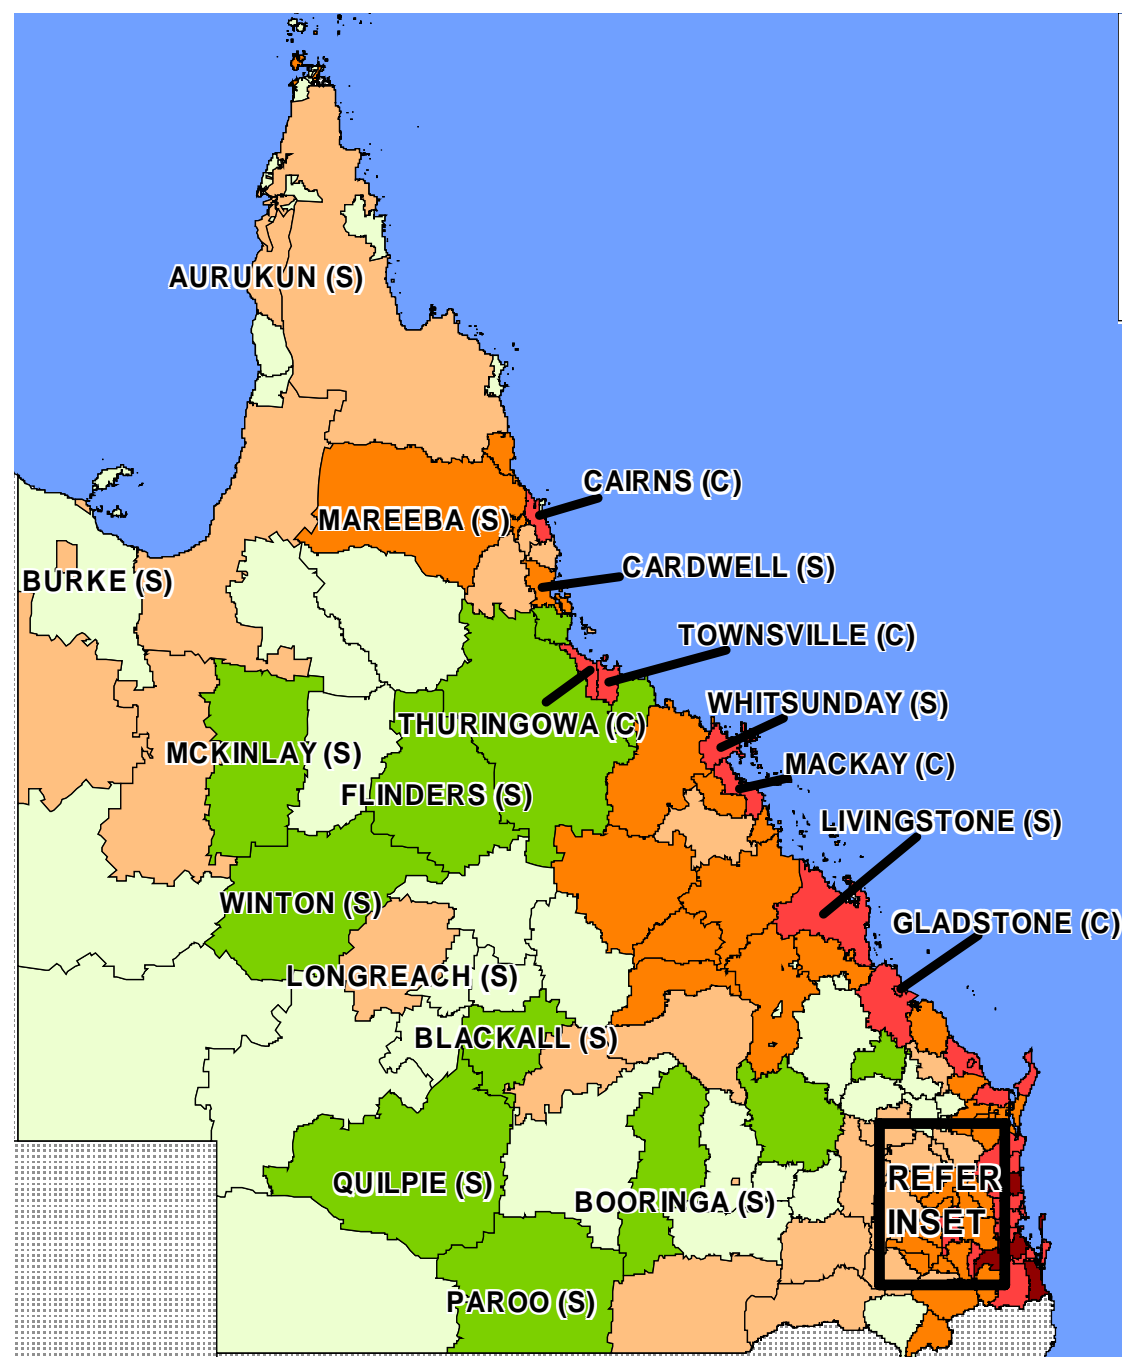 AURUKUN (S)
CAIRNS (C)
MAREEBA (S)
CARDWELL (S)
BURKE (S)
TOWNSVILLE (C)
WHITSUNDAY (S)
THURINGOWA (C)
MCKINLAY (S)
MACKAY (C)
FLINDERS (S)
LIVINGSTONE (S)
WINTON (S)
GLADSTONE (C)
LONGREACH (S)
BLACKALL (S)
REFER
INSET
QUILPIE (S)
BOORINGA (S)
PAROO (S)